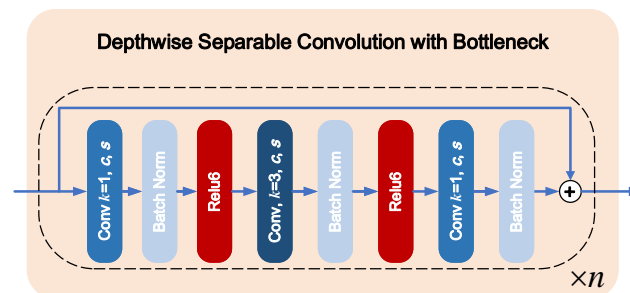 Depthwise Separable Convolution with Bottleneck
Conv k=1, c, s
Batch Norm
Relu6
Conv, k=3, c, s
Batch Norm
Relu6
Conv k=1, c, s
Batch Norm
+
×n